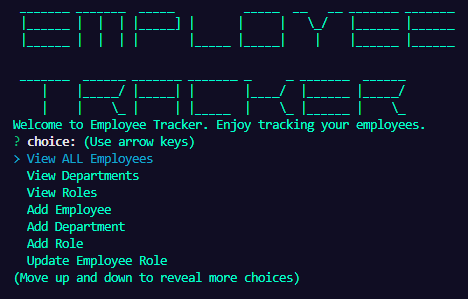 EMPLOYEE
TRACKER
Welcome to Employee Tracker. Enjoy tracking your employees.
? choice: (Use arrow keys)
> View ALL Employees
View Departments
View Roles
Add Employee
Add Department
Add Role
Update Employee Role
(Move up and down to reveal more choices)